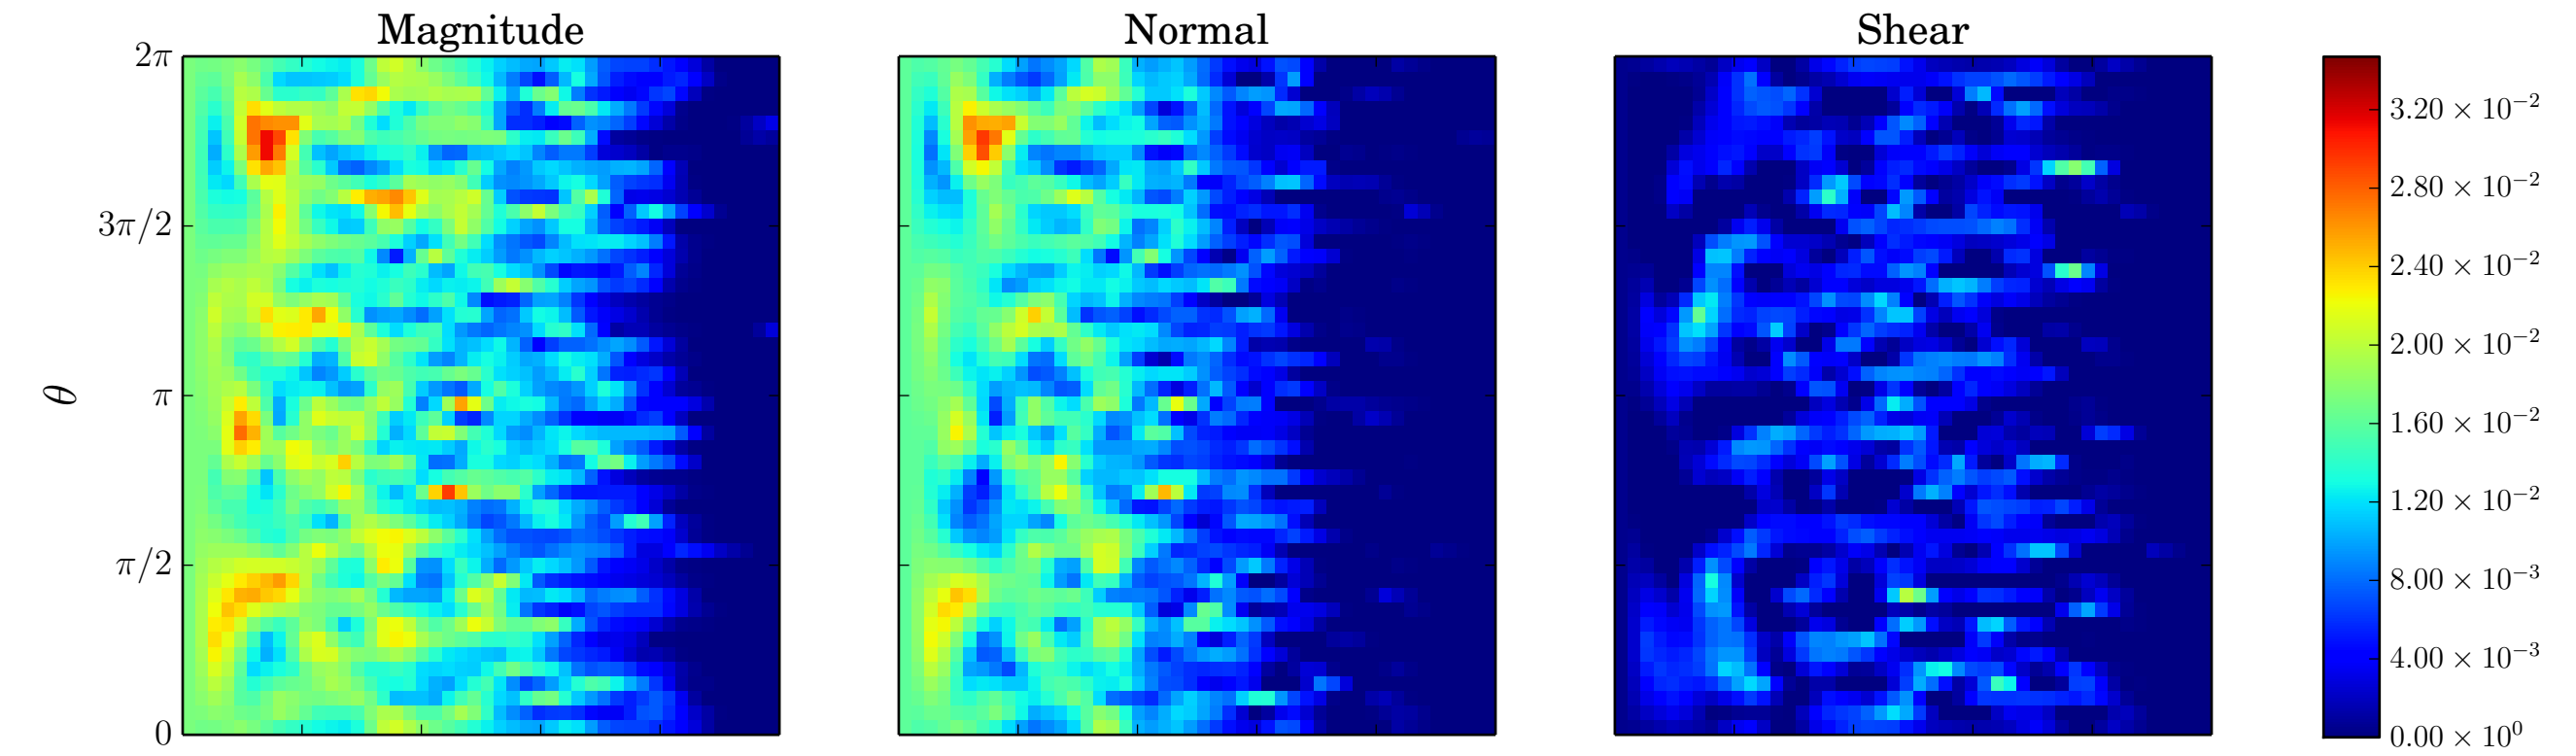 Magnitude
Normal
Shear
2π
3π/2
π
π/2
0
θ
3.20 × 10⁻²
2.80 × 10⁻²
2.40 × 10⁻²
2.00 × 10⁻²
1.60 × 10⁻²
1.20 × 10⁻²
8.00 × 10⁻³
4.00 × 10⁻³
0.00 × 10⁰